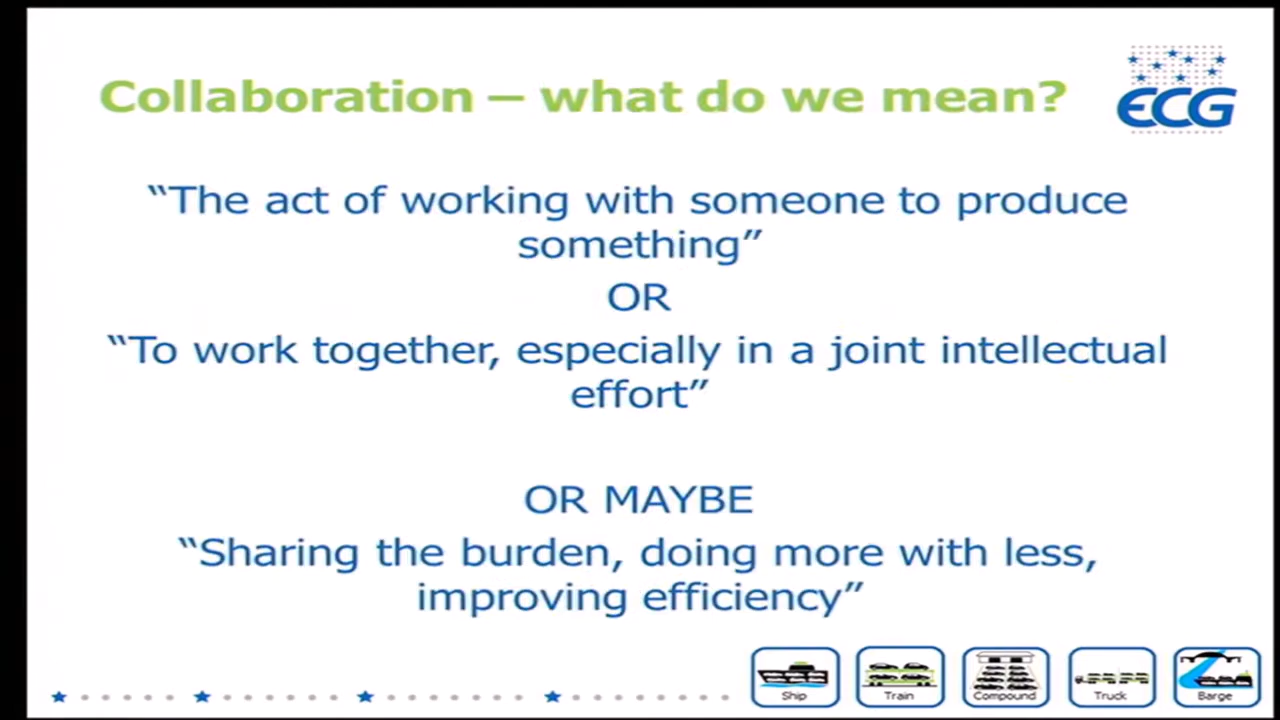 Collaboration – what do we mean?
ECG
“The act of working with someone to produce
something”
OR
“To work together, especially in a joint intellectual
effort”
OR MAYBE
“Sharing the burden, doing more with less,
improving efficiency”
Ship
Train
Compound
Truck
Barge